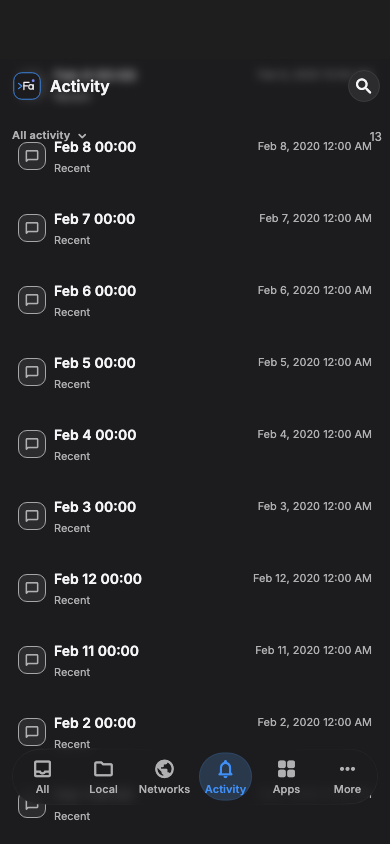 Fa
Activity
All activity
13
Feb 8 00:00
Feb 8, 2020 12:00 AM
Recent
Feb 7 00:00
Feb 7, 2020 12:00 AM
Recent
Feb 6 00:00
Feb 6, 2020 12:00 AM
Recent
Feb 5 00:00
Feb 5, 2020 12:00 AM
Recent
Feb 4 00:00
Feb 4, 2020 12:00 AM
Recent
Feb 3 00:00
Feb 3, 2020 12:00 AM
Recent
Feb 12 00:00
Feb 12, 2020 12:00 AM
Recent
Feb 11 00:00
Feb 11, 2020 12:00 AM
Recent
Feb 2 00:00
Feb 2, 2020 12:00 AM
Recent
All
Local
Networks
Activity
Apps
More
Recent